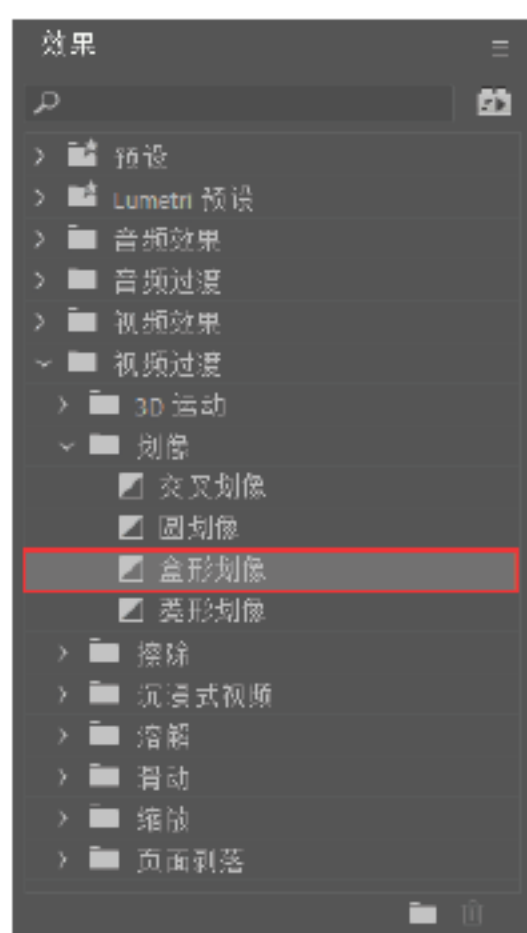 效果
预设
Lumetri 预设
音频效果
音频过渡
视频效果
视频过渡
3D 运动
划像
交叉划像
圆划像
盒形划像
菱形划像
擦除
沉浸式视频
溶解
滑动
缩放
页面剥落